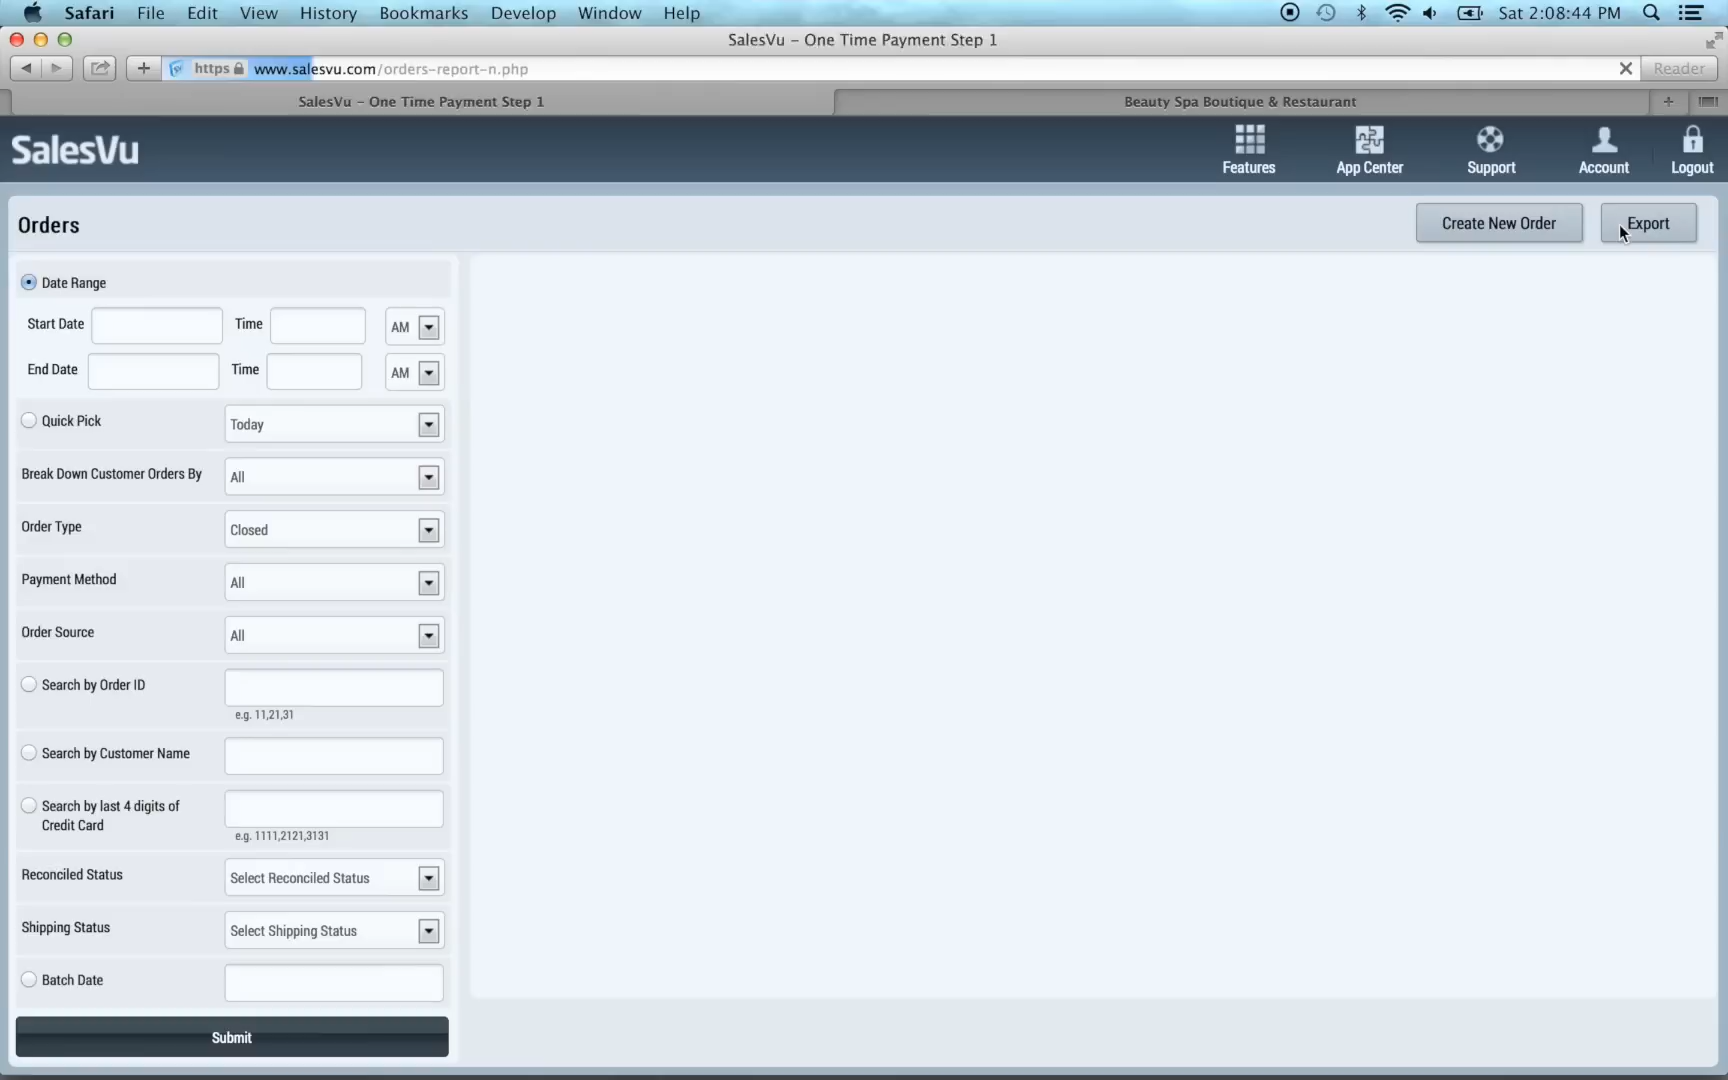 Safari File Edit View History Bookmarks Develop Window Help Sat 2:08:44 PM
SalesVu – One Time Payment Step 1
https www.salesvu.com/orders-report-n.php Reader
SalesVu – One Time Payment Step 1 Beauty Spa Boutique & Restaurant
SalesVu Features App Center Support Account Logout
Orders Create New Order Export
Date Range
Start Date Time AM
End Date Time AM
Quick Pick Today
Break Down Customer Orders By All
Order Type Closed
Payment Method All
Order Source All
Search by Order ID
e.g. 11,21,31
Search by Customer Name
Search by last 4 digits of
Credit Card
e.g. 1111,2121,3131
Reconciled Status Select Reconciled Status
Shipping Status Select Shipping Status
Batch Date
Submit